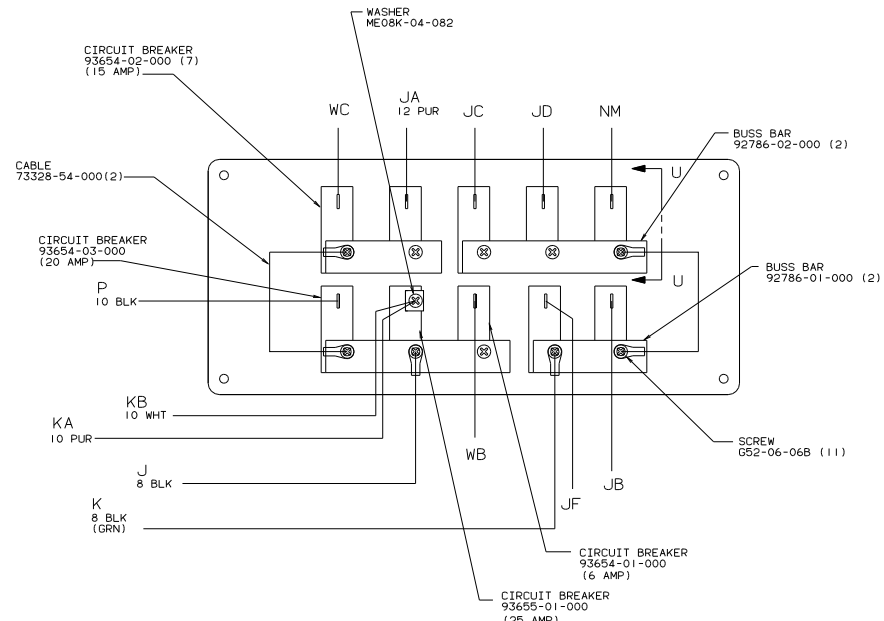 WASHER
ME08K-04-082
CIRCUIT BREAKER
93654-02-000 (7)
(15 AMP)
WC
JA
12 PUR
JC
JD
NM
BUSS BAR
92786-02-000 (2)
CABLE
73328-54-000(2)
U
CIRCUIT BREAKER
93654-03-000
(20 AMP)
BUSS BAR
92786-01-000 (2)
U
P
10 BLK
KB
10 WHT
KA
10 PUR
WB
SCREW
G52-06-06B (11)
J
8 BLK
JF
JB
K
8 BLK
(GRN)
CIRCUIT BREAKER
93654-01-000
(6 AMP)
CIRCUIT BREAKER
93655-01-000
(25 AMP)